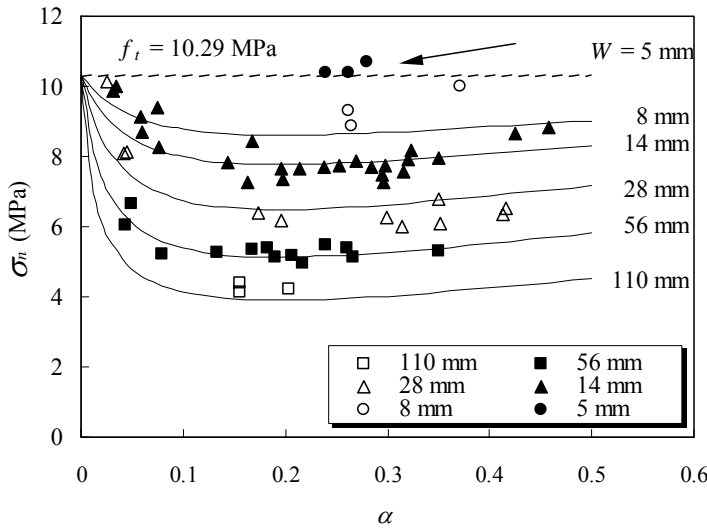 12
f_t = 10.29 MPa
W = 5 mm
10
8 mm
8
14 mm
σ_n (MPa)
28 mm
6
56 mm
4
110 mm
110 mm 56 mm
2
28 mm 14 mm
8 mm 5 mm
0
0 0.1 0.2 0.3 0.4 0.5 0.6
α